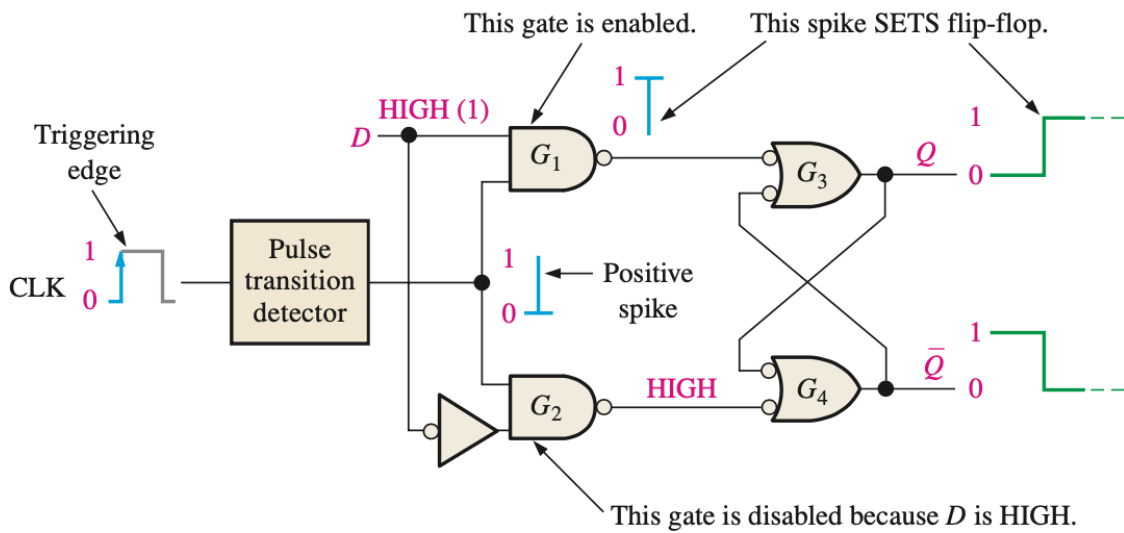 This gate is enabled.
This spike SETS flip-flop.
1
0
HIGH (1)
D
G₁
G₃
Q
1
0
Triggering
edge
CLK
1
0
Pulse
transition
detector
1
0
Positive
spike
G₂
HIGH
G₄
Q̅
1
0
This gate is disabled because D is HIGH.